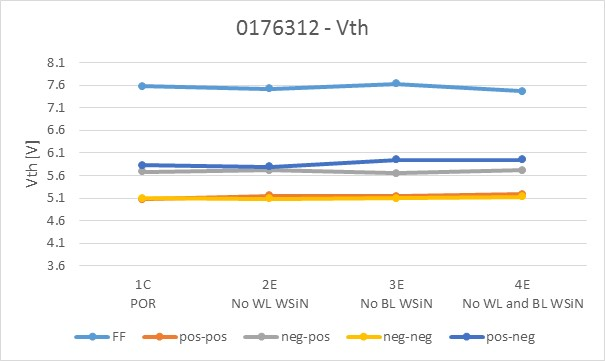 0176312 - Vth
8.1
7.6
7.1
6.6
6.1
5.6
5.1
4.6
4.1
3.6
Vth [V]
1C 2E 3E 4E
POR No WL WSiN No BL WSiN No WL and BL WSiN
FF pos-pos neg-pos neg-neg pos-neg